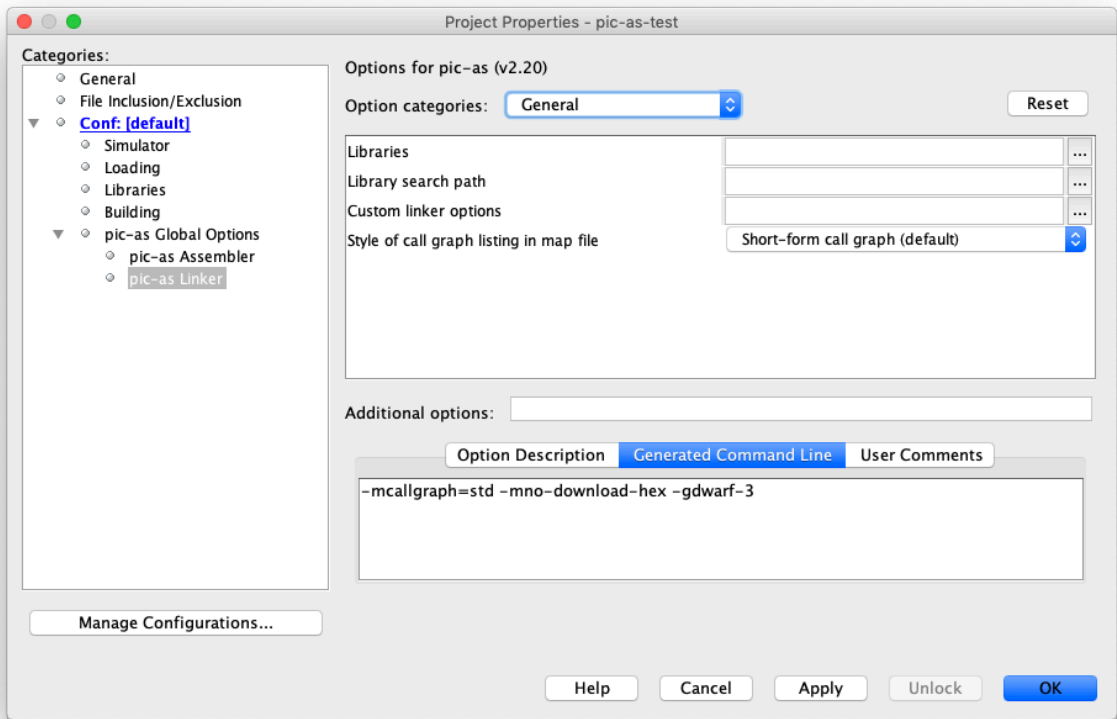 Project Properties - pic-as-test
Categories:
General
File Inclusion/Exclusion
Conf: [default]
Simulator
Loading
Libraries
Building
pic-as Global Options
pic-as Assembler
pic-as Linker
Manage Configurations...
Options for pic-as (v2.20)
Option categories: General Reset
Libraries ...
Library search path ...
Custom linker options ...
Style of call graph listing in map file Short-form call graph (default)
Additional options:
Option Description Generated Command Line User Comments
-mcallgraph=std -mno-download-hex -gdwarf-3
Help Cancel Apply Unlock OK